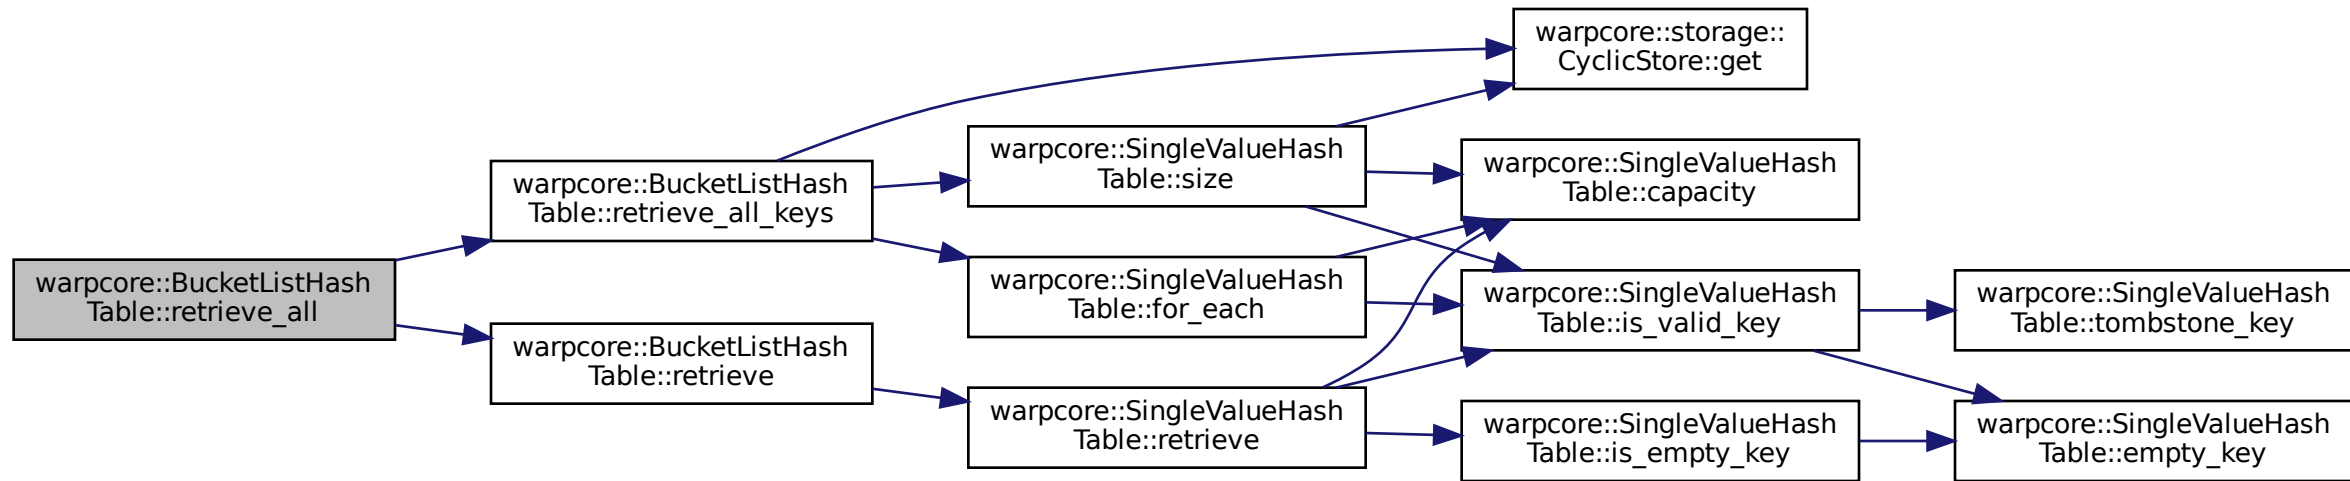 warpcore::BucketListHash
Table::retrieve_all
warpcore::BucketListHash
Table::retrieve_all_keys
warpcore::BucketListHash
Table::retrieve
warpcore::SingleValueHash
Table::size
warpcore::SingleValueHash
Table::for_each
warpcore::SingleValueHash
Table::retrieve
warpcore::storage::
CyclicStore::get
warpcore::SingleValueHash
Table::capacity
warpcore::SingleValueHash
Table::is_valid_key
warpcore::SingleValueHash
Table::is_empty_key
warpcore::SingleValueHash
Table::tombstone_key
warpcore::SingleValueHash
Table::empty_key